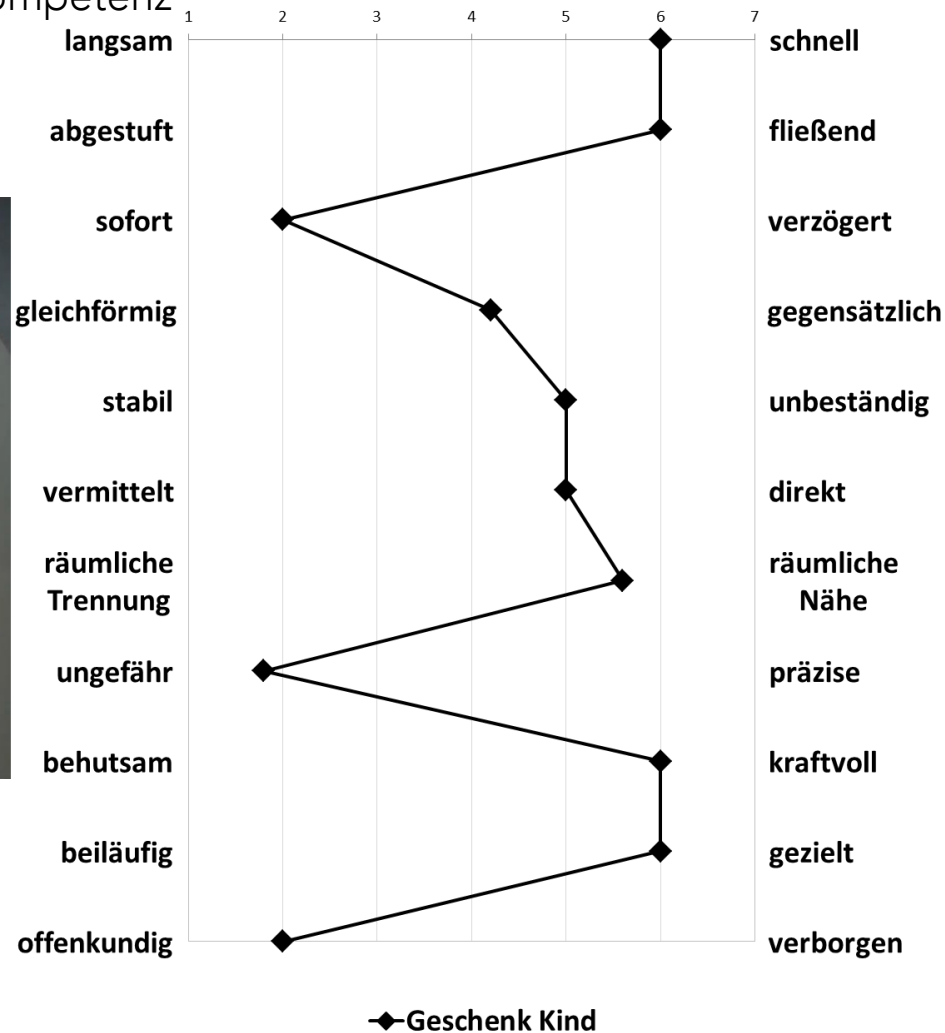 1 2 3 4 5 6 7
langsam schnell
abgestuft fließend
sofort verzögert
gleichförmig gegensätzlich
stabil unbeständig
vermittelt direkt
räumliche räumliche
Trennung Nähe
ungefähr präzise
behutsam kraftvoll
beiläufig gezielt
offenkundig verborgen
Geschenk Kind